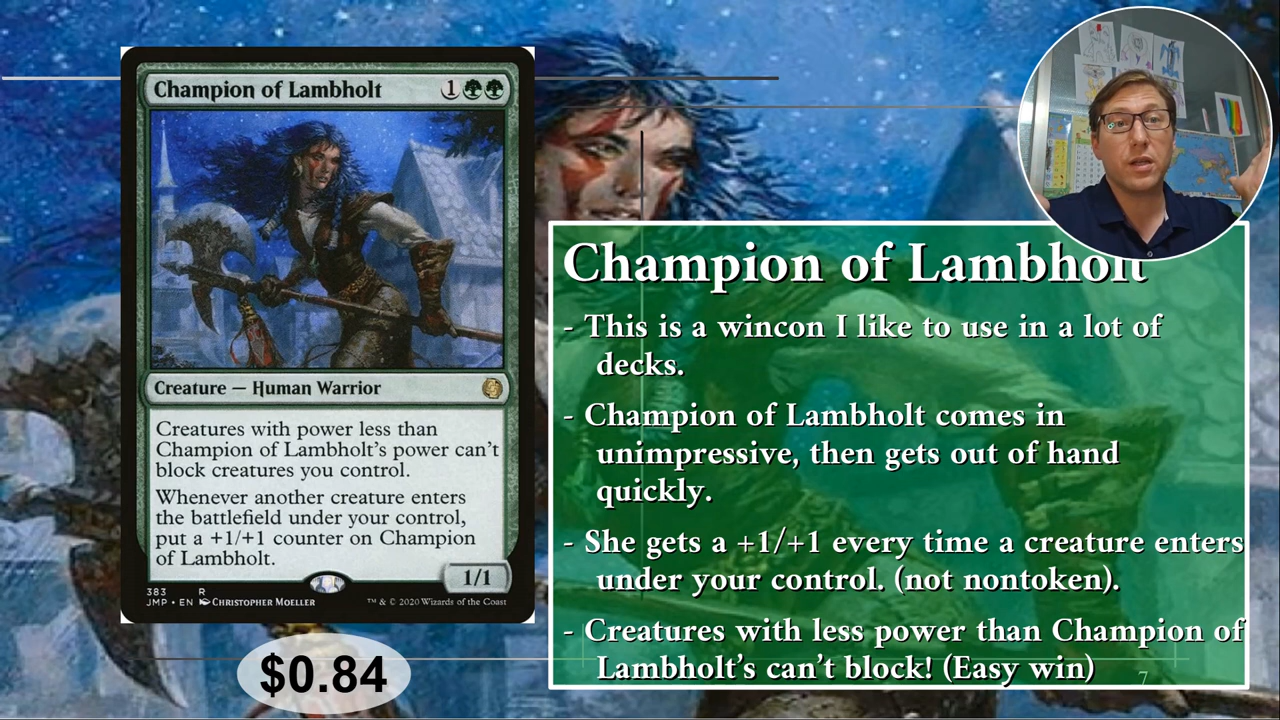 Champion of Lambholt 1
Creature — Human Warrior
Creatures with power less than
Champion of Lambholt's power can't
block creatures you control.
Whenever another creature enters
the battlefield under your control,
put a +1/+1 counter on Champion
of Lambholt.
1/1
383 R
JMP • EN Christopher Moeller ™ & © 2020 Wizards of the Coast
$0.84
Champion of Lambholt
- This is a wincon I like to use in a lot of
decks.
- Champion of Lambholt comes in
unimpressive, then gets out of hand
quickly.
- She gets a +1/+1 every time a creature enters
under your control. (not nontoken).
- Creatures with less power than Champion of
Lambholt's can't block! (Easy win)
7